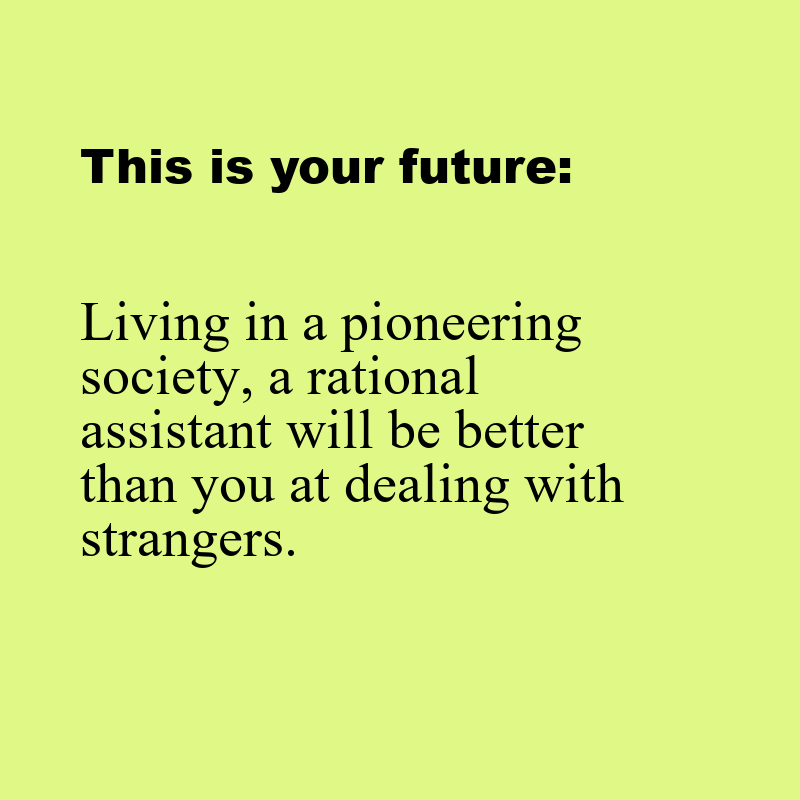 This is your future:
Living in a pioneering
society, a rational
assistant will be better
than you at dealing with
strangers.